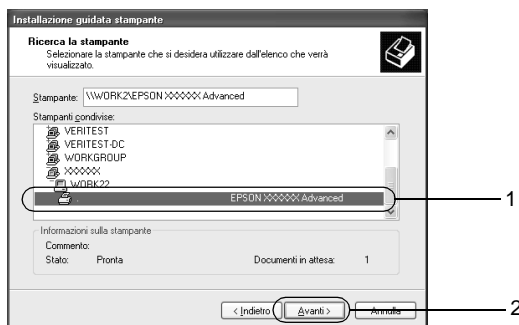 Installazione guidata stampante
Ricerca la stampante
Selezionare la stampante che si desidera utilizzare dall'elenco che verrà
visualizzato.
Stampante: \\WORK2\EPSON XXXXXX Advanced
Stampanti condivise:
VERITEST
VERITEST-DC
WORKGROUP
XXXXX
WORK22
. EPSON XXXXXX Advanced
1
Informazioni sulla stampante
Commento:
Stato: Pronta Documenti in attesa: 1
< Indietro Avanti > Annulla
2